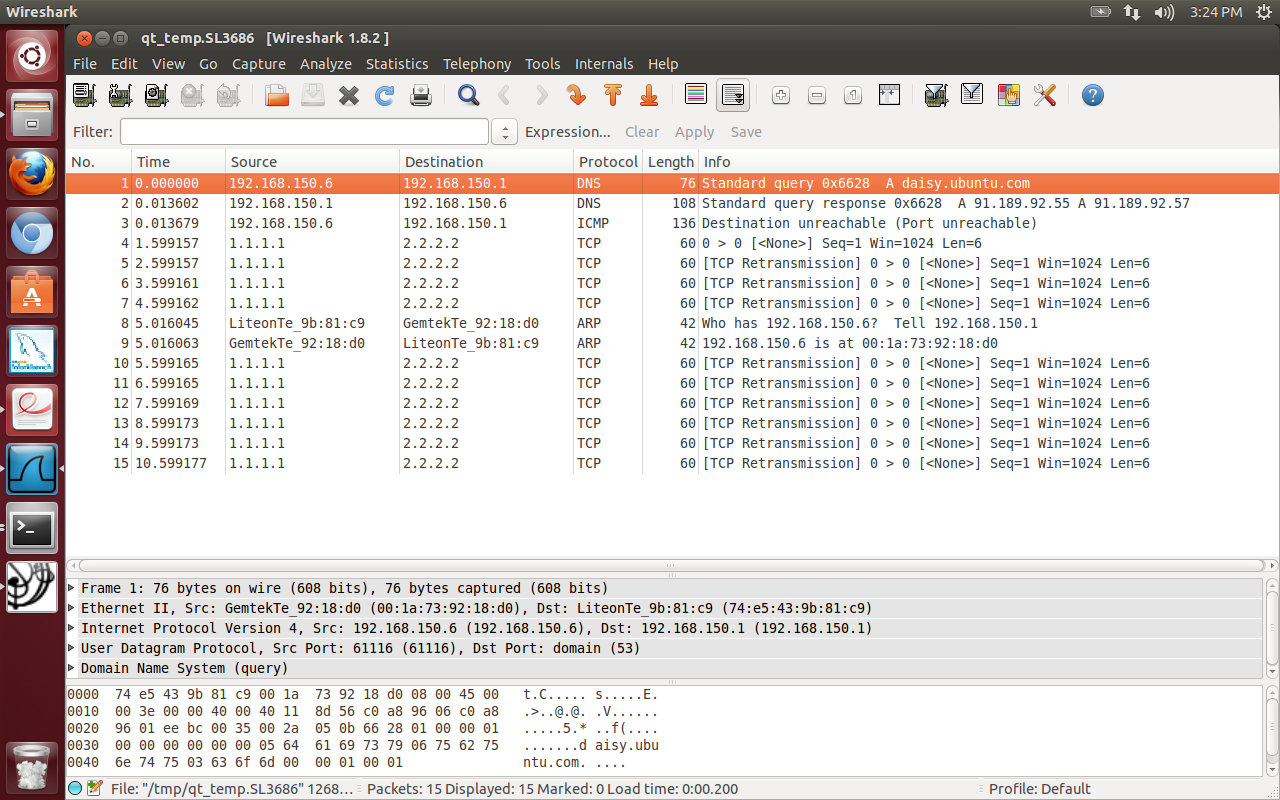 Wireshark
3:24 PM
qt_temp.SL3686 [Wireshark 1.8.2 ]
File Edit View Go Capture Analyze Statistics Telephony Tools Internals Help
Filter: Expression... Clear Apply Save
No. Time Source Destination Protocol Length Info
1 0.000000 192.168.150.6 192.168.150.1 DNS 76 Standard query 0x6628 A daisy.ubuntu.com
2 0.013602 192.168.150.1 192.168.150.6 DNS 108 Standard query response 0x6628 A 91.189.92.55 A 91.189.92.57
3 0.013679 192.168.150.6 192.168.150.1 ICMP 136 Destination unreachable (Port unreachable)
4 1.599157 1.1.1.1 2.2.2.2 TCP 60 0 > 0 [<None>] Seq=1 Win=1024 Len=6
5 2.599157 1.1.1.1 2.2.2.2 TCP 60 [TCP Retransmission] 0 > 0 [<None>] Seq=1 Win=1024 Len=6
6 3.599161 1.1.1.1 2.2.2.2 TCP 60 [TCP Retransmission] 0 > 0 [<None>] Seq=1 Win=1024 Len=6
7 4.599162 1.1.1.1 2.2.2.2 TCP 60 [TCP Retransmission] 0 > 0 [<None>] Seq=1 Win=1024 Len=6
8 5.016045 LiteonTe_9b:81:c9 GemtekTe_92:18:d0 ARP 42 Who has 192.168.150.6? Tell 192.168.150.1
9 5.016063 GemtekTe_92:18:d0 LiteonTe_9b:81:c9 ARP 42 192.168.150.6 is at 00:1a:73:92:18:d0
10 5.599165 1.1.1.1 2.2.2.2 TCP 60 [TCP Retransmission] 0 > 0 [<None>] Seq=1 Win=1024 Len=6
11 6.599165 1.1.1.1 2.2.2.2 TCP 60 [TCP Retransmission] 0 > 0 [<None>] Seq=1 Win=1024 Len=6
12 7.599169 1.1.1.1 2.2.2.2 TCP 60 [TCP Retransmission] 0 > 0 [<None>] Seq=1 Win=1024 Len=6
13 8.599173 1.1.1.1 2.2.2.2 TCP 60 [TCP Retransmission] 0 > 0 [<None>] Seq=1 Win=1024 Len=6
14 9.599173 1.1.1.1 2.2.2.2 TCP 60 [TCP Retransmission] 0 > 0 [<None>] Seq=1 Win=1024 Len=6
15 10.599177 1.1.1.1 2.2.2.2 TCP 60 [TCP Retransmission] 0 > 0 [<None>] Seq=1 Win=1024 Len=6
Frame 1: 76 bytes on wire (608 bits), 76 bytes captured (608 bits)
Ethernet II, Src: GemtekTe_92:18:d0 (00:1a:73:92:18:d0), Dst: LiteonTe_9b:81:c9 (74:e5:43:9b:81:c9)
Internet Protocol Version 4, Src: 192.168.150.6 (192.168.150.6), Dst: 192.168.150.1 (192.168.150.1)
User Datagram Protocol, Src Port: 61116 (61116), Dst Port: domain (53)
Domain Name System (query)
0000 74 e5 43 9b 81 c9 00 1a 73 92 18 d0 08 00 45 00 t.C..... s.....E.
0010 00 3e 00 00 40 00 40 11 8d 56 c0 a8 96 06 c0 a8 .>..@.@. .V......
0020 96 01 ee bc 00 35 00 2a 05 0b 66 28 01 00 00 01 .....5.* ..f(....
0030 00 00 00 00 00 00 05 64 61 69 73 79 06 75 62 75 .......d aisy.ubu
0040 6e 74 75 03 63 6f 6d 00 00 01 00 01 ntu.com. ....
File: "/tmp/qt_temp.SL3686" 1268... Packets: 15 Displayed: 15 Marked: 0 Load time: 0:00.200 Profile: Default